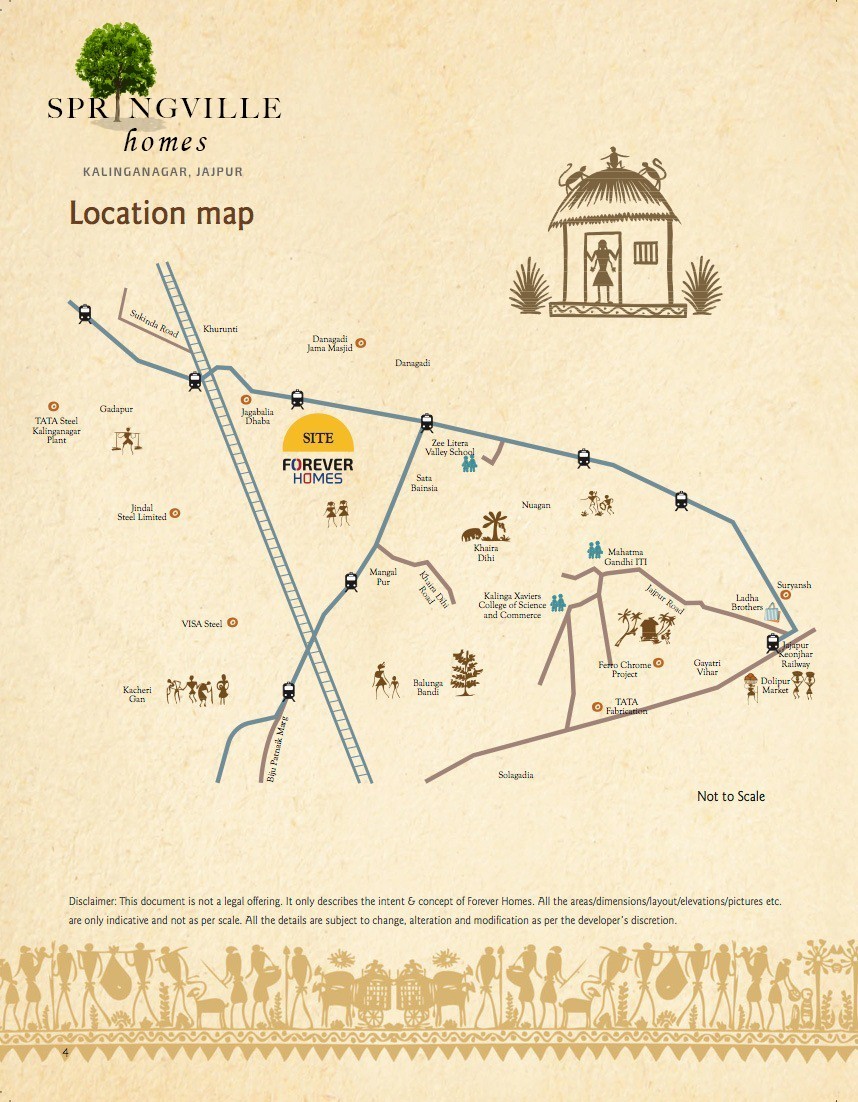 SPRINGVILLE
homes
KALINGANAGAR, JAJPUR
Location map
Sukinda Road
Khurunti
Danagadi
Jama Masjid
Danagadi
TATA Steel
Kalinganagar
Plant
Gadapur
Jagabalia
Dhaba
SITE
FOREVER
HOMES
Zee Litera
Valley School
Sata
Bainsia
Jindal
Steel Limited
Nuagan
Khaira
Dihi
Mahatma
Gandhi ITI
Mangal
Pur
Khaira Dihi
Road
Kalinga Xaviers
College of Science
and Commerce
Jajpur Road
Suryansh
Ladha
Brothers
VISA Steel
Jajapur
Keonjhar
Railway
Ferro Chrome
Project
Gayatri
Vihar
Kacheri
Gan
Balunga
Bandi
Dolipur
Market
TATA
Fabrication
Biju Patnaik Marg
Solagadia
Not to Scale
Disclaimer: This document is not a legal offering. It only describes the intent & concept of Forever Homes. All the areas/dimensions/layout/elevations/pictures etc.
are only indicative and not as per scale. All the details are subject to change, alteration and modification as per the developer's discretion.
4